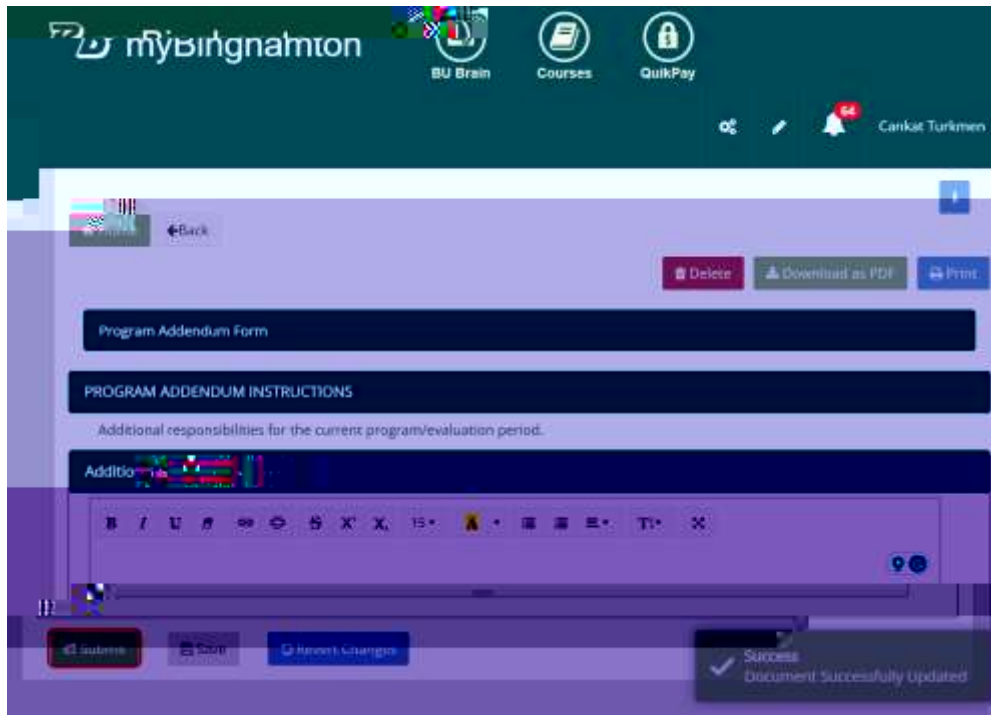 myBinghamton
BU Brain
Courses
QuikPay
64
Cankat Turkmen
Back
Delete
Download as PDF
Print
Program Addendum Form
PROGRAM ADDENDUM INSTRUCTIONS
Additional responsibilities for the current program/evaluation period.
B I U S X X 15 A T
Submit
Save
Revert Changes
Success
Document Successfully Updated